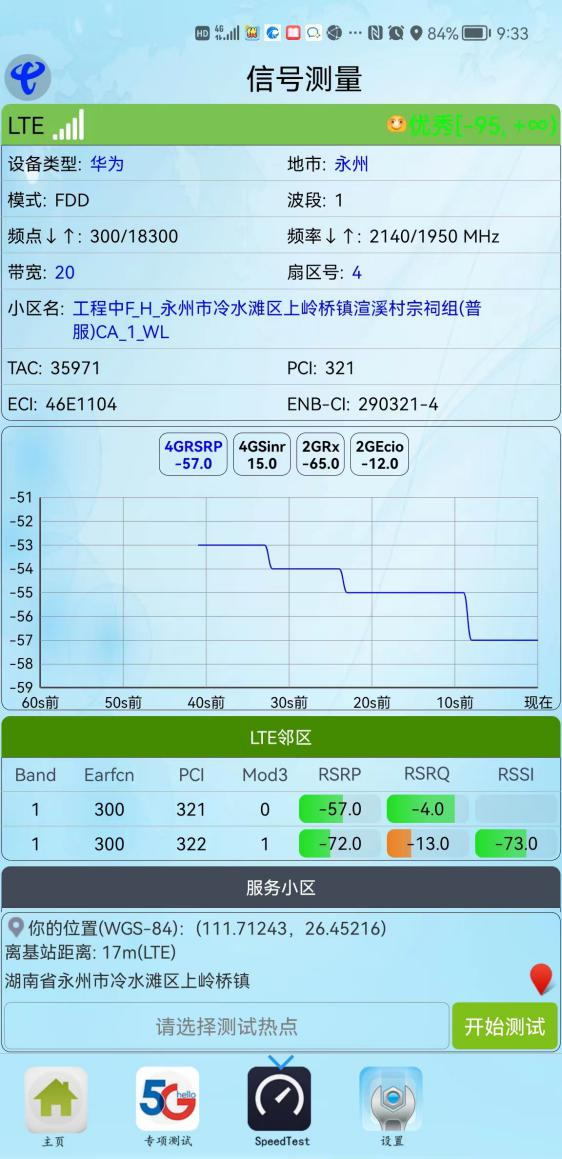 HD 4G 84% 9:33
信号测量
LTE 优秀[-95, +∞)
设备类型: 华为 地市: 永州
模式: FDD 波段: 1
频点↓↑: 300/18300 频率↓↑: 2140/1950 MHz
带宽: 20 扇区号: 4
小区名: 工程中F_H_永州市冷水滩区上岭桥镇渲溪村宗祠组(普
服)CA_1_WL
TAC: 35971 PCI: 321
ECI: 46E1104 ENB-CI: 290321-4
4GRSRP 4GSinr 2GRx 2GEcio
-57.0 15.0 -65.0 -12.0
-51
-52
-53
-54
-55
-56
-57
-58
-59
60s前 50s前 40s前 30s前 20s前 10s前 现在
LTE邻区
Band Earfcn PCI Mod3 RSRP RSRQ RSSI
1 300 321 0 -57.0 -4.0
1 300 322 1 -72.0 -13.0 -73.0
服务小区
你的位置(WGS-84): (111.71243, 26.45216)
离基站距离: 17m(LTE)
湖南省永州市冷水滩区上岭桥镇
请选择测试热点 开始测试
5G hello
主页 专项测试 SpeedTest 设置